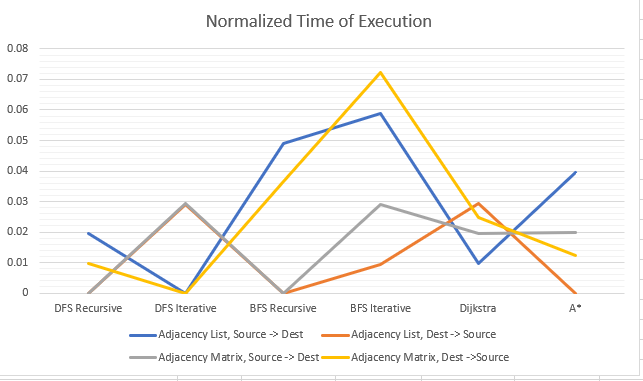 Normalized Time of Execution
0.08
0.07
0.06
0.05
0.04
0.03
0.02
0.01
0
DFS Recursive DFS Iterative BFS Recursive BFS Iterative Dijkstra A*
Adjacency List, Source -> Dest Adjacency List, Dest -> Source
Adjacency Matrix, Source -> Dest Adjacency Matrix, Dest ->Source